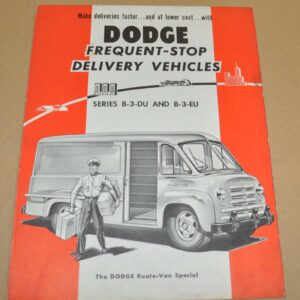 Make deliveries faster...and at lower cost...with
DODGE
FREQUENT-STOP
DELIVERY VEHICLES
SERIES B-3-DU AND B-3-EU
The DODGE Route-Van Special